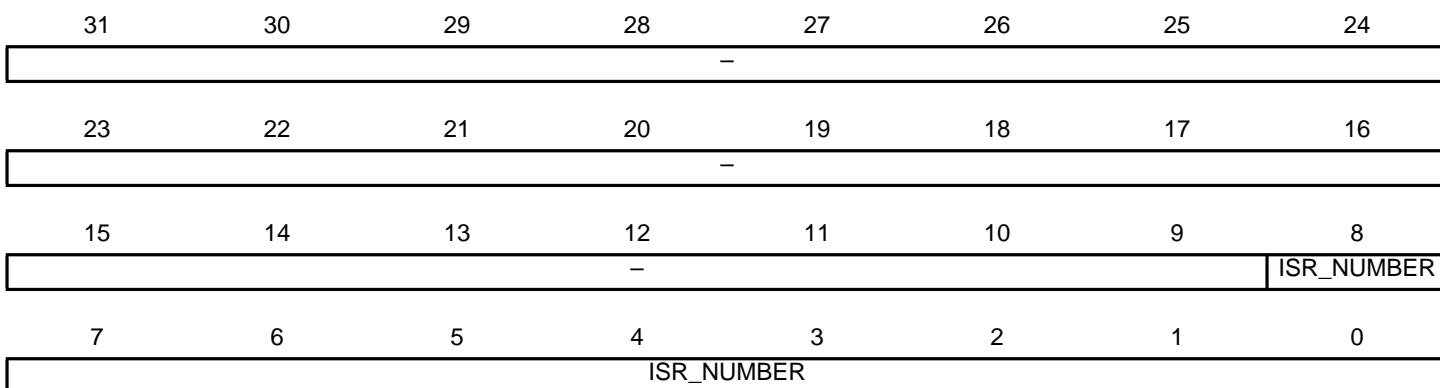 31 30 29 28 27 26 25 24
–
23 22 21 20 19 18 17 16
–
15 14 13 12 11 10 9 8
– ISR_NUMBER
7 6 5 4 3 2 1 0
ISR_NUMBER